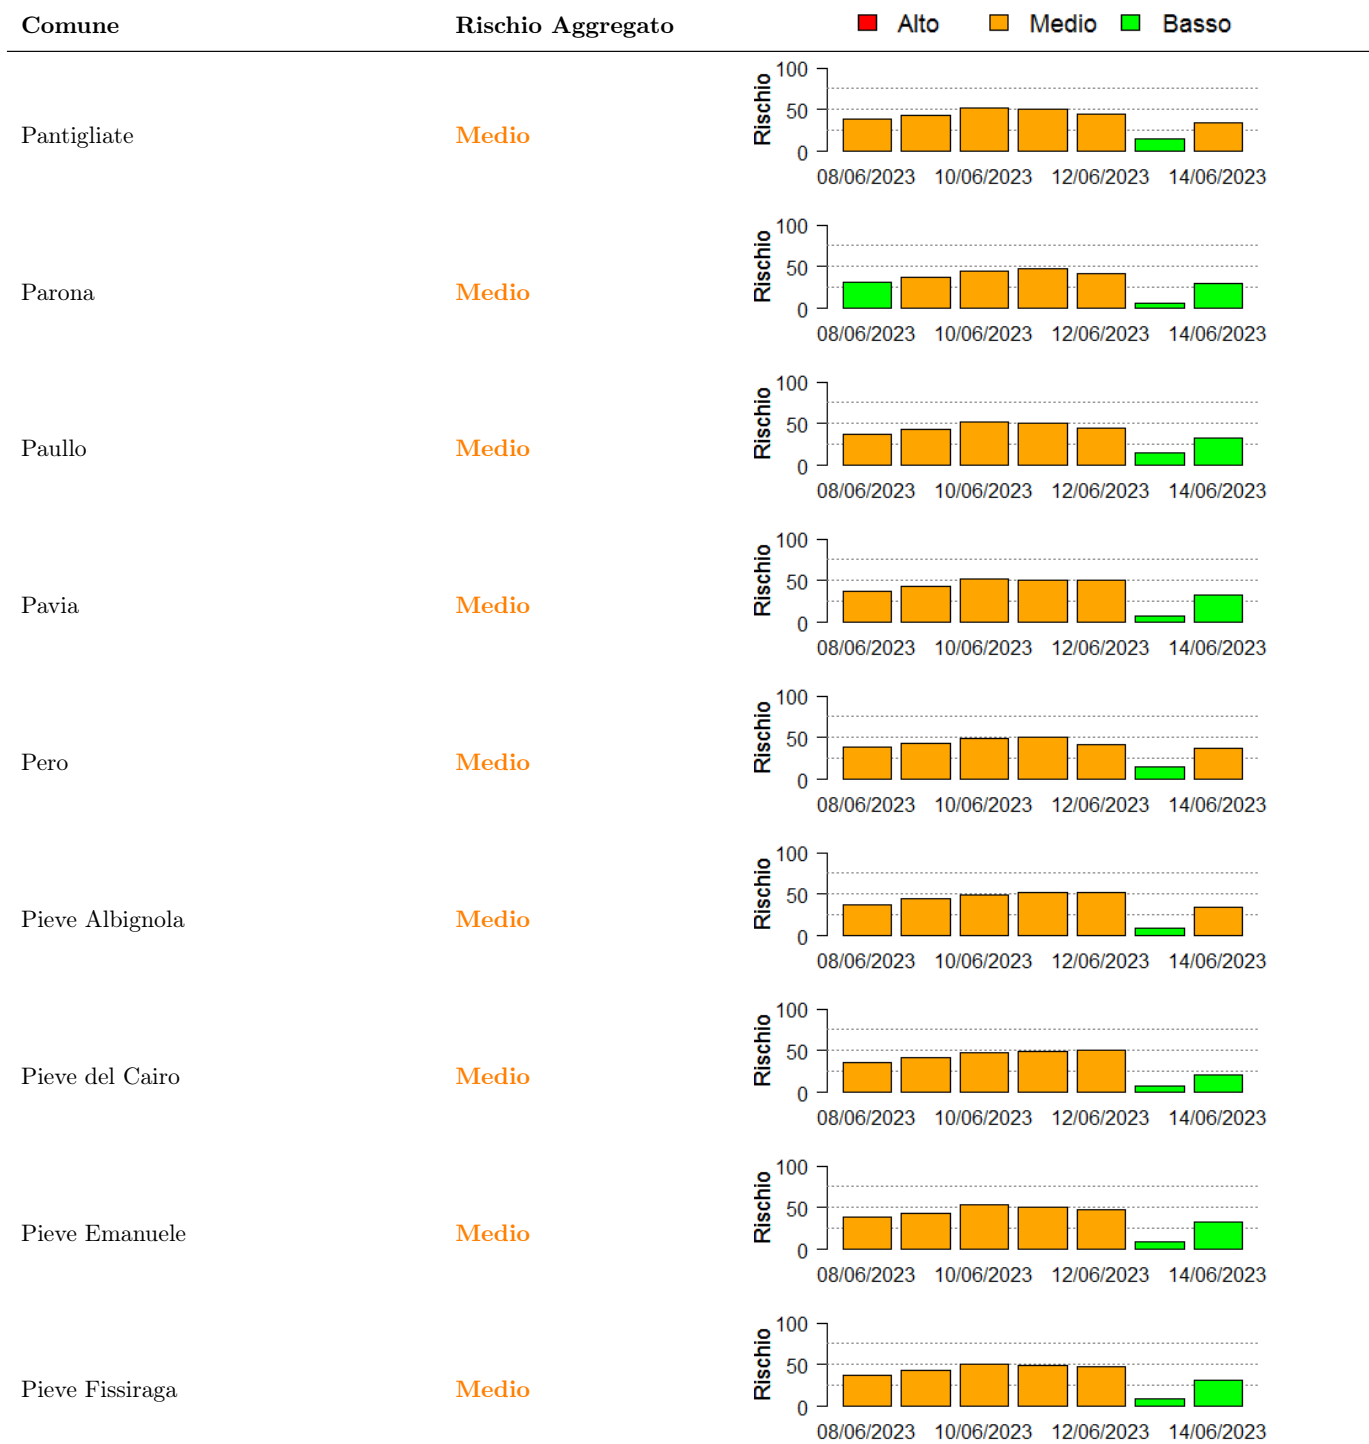 Comune Rischio Aggregato Alto Medio Basso
Pantigliate Medio
Rischio
100
50
0
08/06/2023 10/06/2023 12/06/2023 14/06/2023
Parona Medio
Rischio
100
50
0
08/06/2023 10/06/2023 12/06/2023 14/06/2023
Paullo Medio
Rischio
100
50
0
08/06/2023 10/06/2023 12/06/2023 14/06/2023
Pavia Medio
Rischio
100
50
0
08/06/2023 10/06/2023 12/06/2023 14/06/2023
Pero Medio
Rischio
100
50
0
08/06/2023 10/06/2023 12/06/2023 14/06/2023
Pieve Albignola Medio
Rischio
100
50
0
08/06/2023 10/06/2023 12/06/2023 14/06/2023
Pieve del Cairo Medio
Rischio
100
50
0
08/06/2023 10/06/2023 12/06/2023 14/06/2023
Pieve Emanuele Medio
Rischio
100
50
0
08/06/2023 10/06/2023 12/06/2023 14/06/2023
Pieve Fissiraga Medio
Rischio
100
50
0
08/06/2023 10/06/2023 12/06/2023 14/06/2023